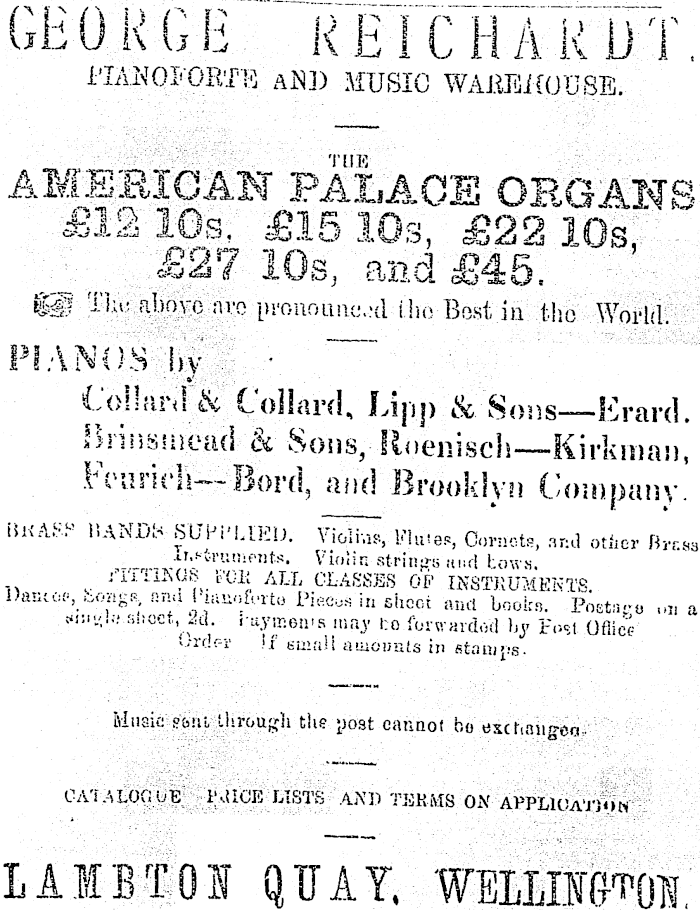 GEORGE REICHARDT.
PIANOFORTE AND MUSIC WAREHOUSE.
THE
AMERICAN PALACE ORGANS
£12 10s. £15 10s, £22 10s,
£27 10s, and £45.
The above are pronounced the Best in the World.
PIANOS by
Collard & Collard, Lipp & Sons—Erard.
Brinsmead & Sons, Roenisch—Kirkman,
Feurich—Bord, and Brooklyn Company.
BRASS BANDS SUPPLIED. Violins, Flutes, Cornets, and other Brass
Instruments. Violin strings and bows.
FITTINGS FOR ALL CLASSES OF INSTRUMENTS.
Dances, Songs, and Pianoforte Pieces in sheet and books. Postage on a
single sheet, 2d. Payments may be forwarded by Post Office
Order If small amounts in stamps.
Music sent through the post cannot be exchanged.
CATALOGUE PRICE LISTS AND TERMS ON APPLICATION
LAMBTON QUAY, WELLINGTON.